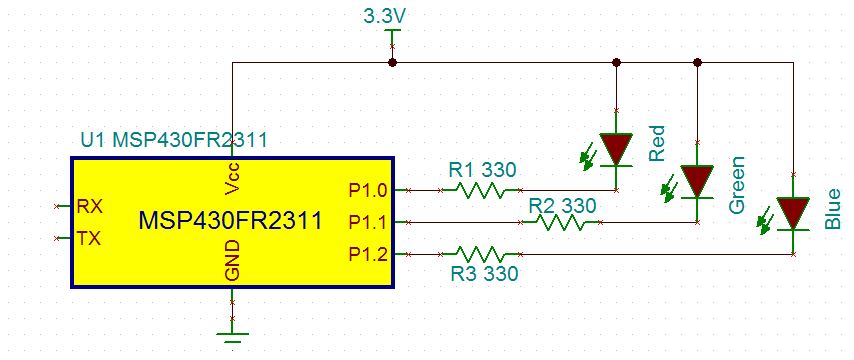 3.3V
U1 MSP430FR2311
Vcc
RX
TX
MSP430FR2311
GND
P1.0
P1.1
P1.2
R1 330
R2 330
R3 330
Red
Green
Blue